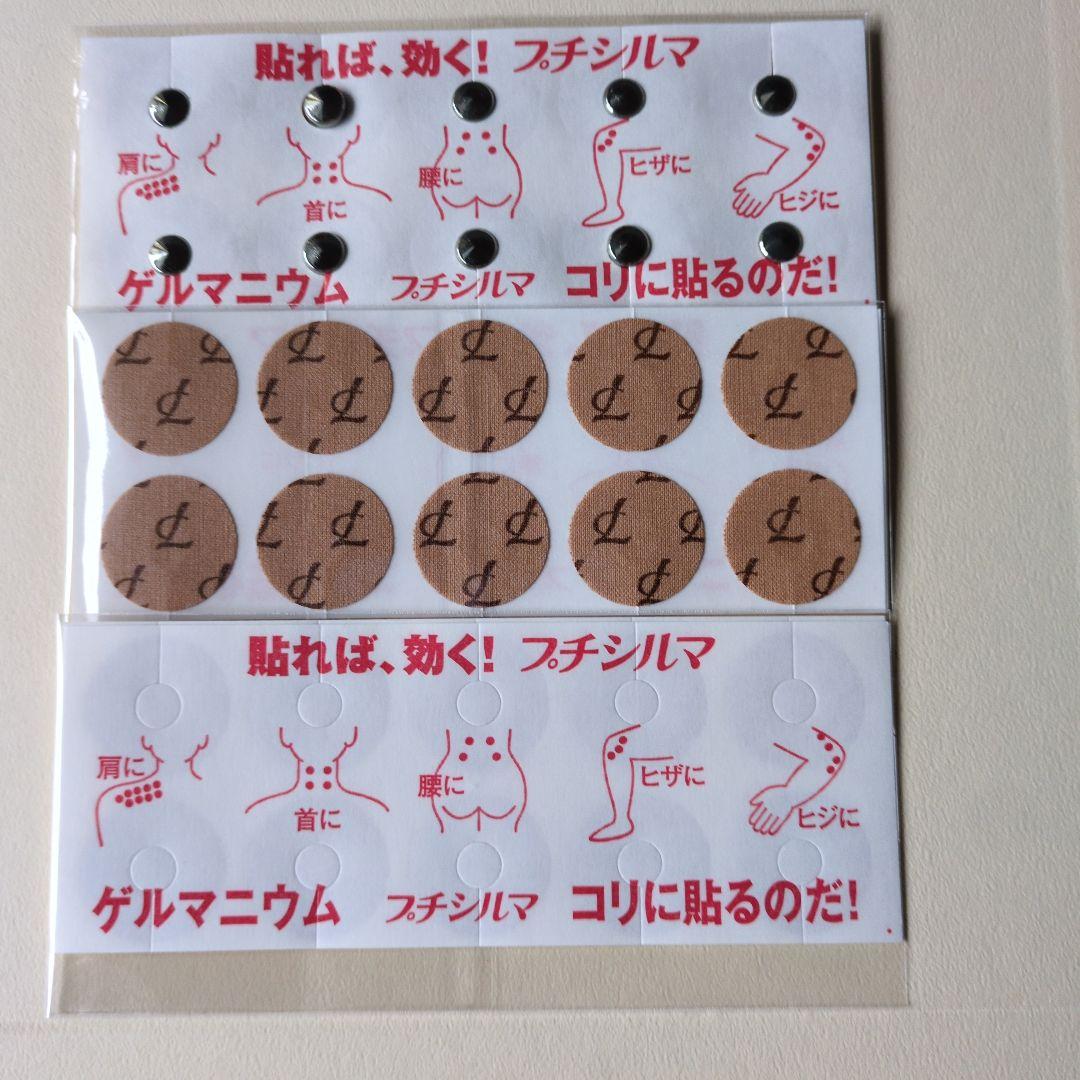 貼れば、効く! プチシルマ
肩に
首に
腰に
ヒザに
ヒジに
ゲルマニウム プチシルマ コリに貼るのだ!
貼れば、効く! プチシルマ
肩に
首に
腰に
ヒザに
ヒジに
ゲルマニウム プチシルマ コリに貼るのだ!